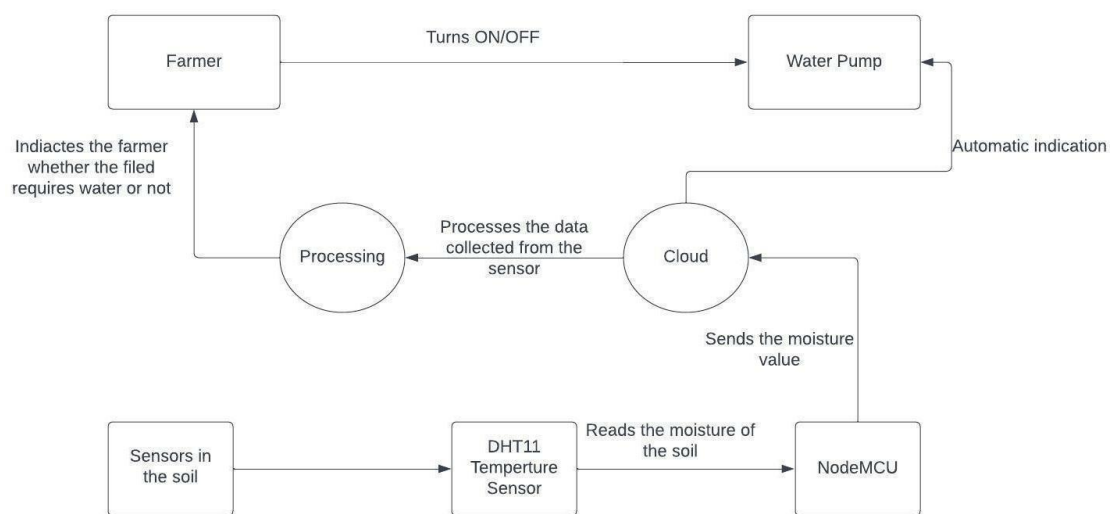 Turns ON/OFF
Farmer
Water Pump
Indiactes the farmer
whether the filed
requires water or not
Automatic indication
Processes the data
collected from the
sensor
Processing
Cloud
Sends the moisture
value
Reads the moisture of
the soil
Sensors in
the soil
DHT11
Temperture
Sensor
NodeMCU